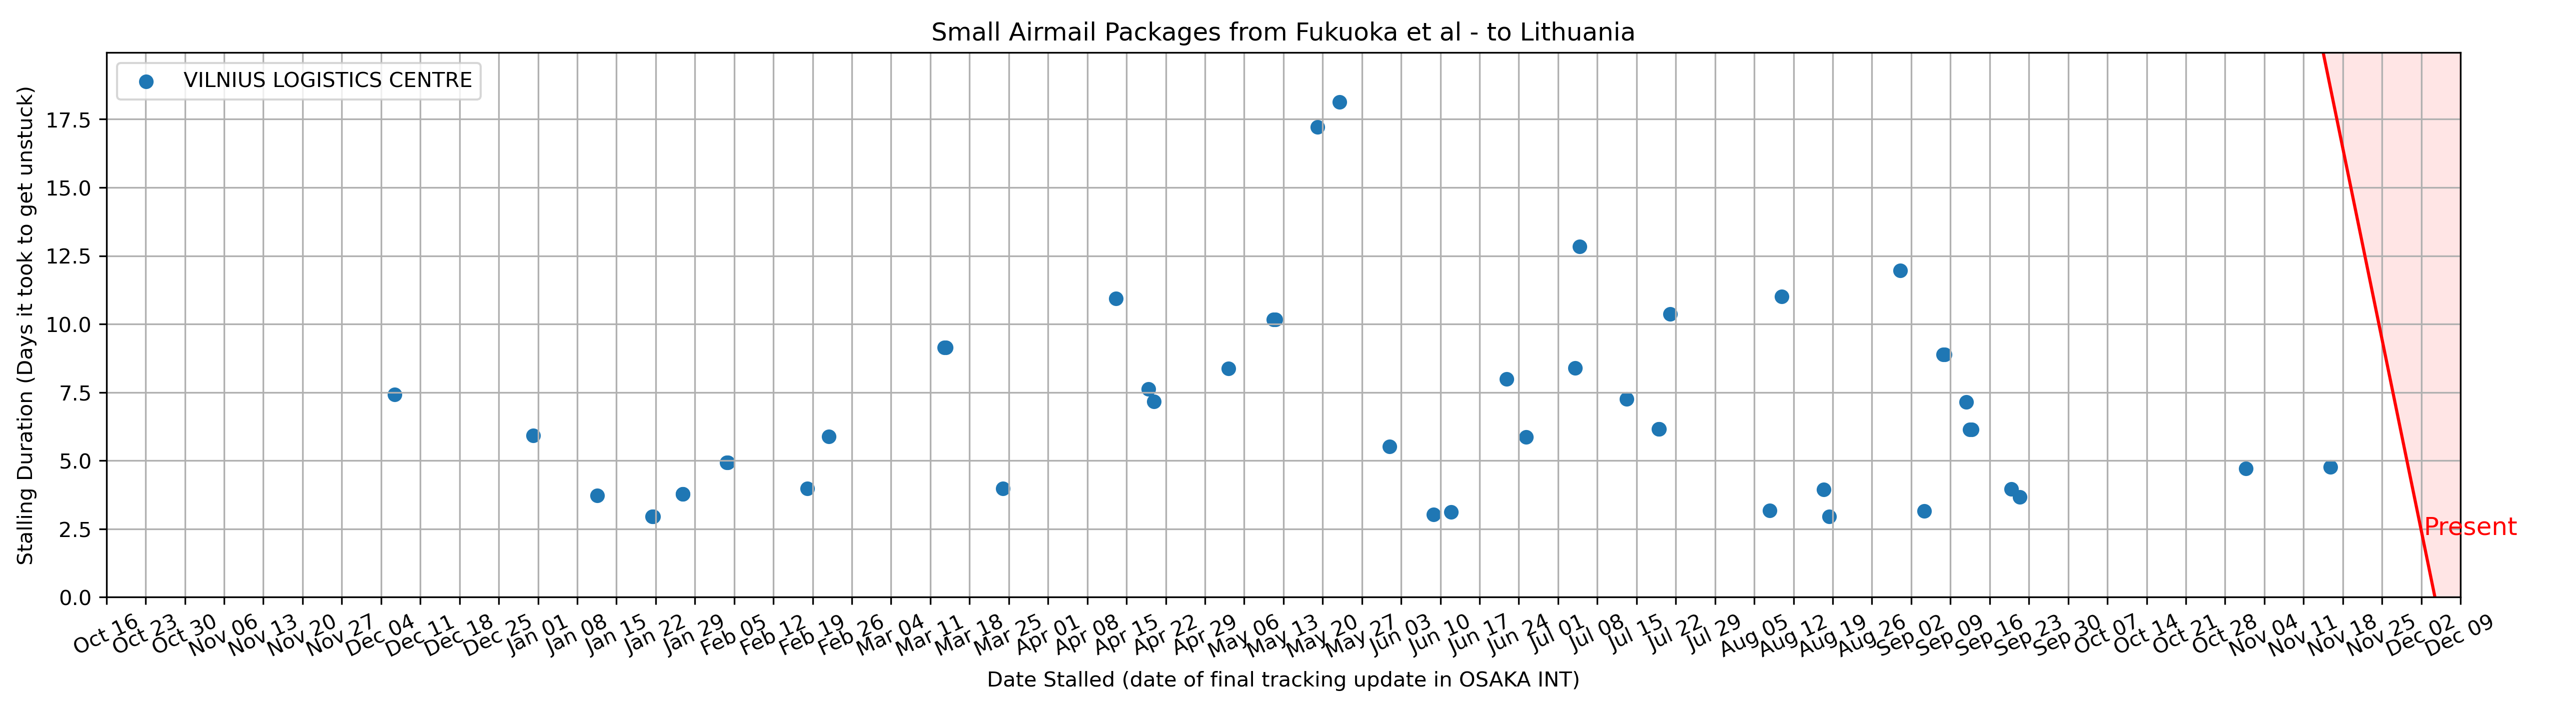 Small Airmail Packages from Fukuoka et al - to Lithuania
VILNIUS LOGISTICS CENTRE
Stalling Duration (Days it took to get unstuck)
17.5
15.0
12.5
10.0
7.5
5.0
2.5
0.0
Present
Oct 16 Oct 23 Oct 30 Nov 06 Nov 13 Nov 20 Nov 27 Dec 04 Dec 11 Dec 18 Dec 25 Jan 01 Jan 08 Jan 15 Jan 22 Jan 29 Feb 05 Feb 12 Feb 19 Feb 26 Mar 04 Mar 11 Mar 18 Mar 25 Apr 01 Apr 08 Apr 15 Apr 22 Apr 29 May 06 May 13 May 20 May 27 Jun 03 Jun 10 Jun 17 Jun 24 Jul 01 Jul 08 Jul 15 Jul 22 Jul 29 Aug 05 Aug 12 Aug 19 Aug 26 Sep 02 Sep 09 Sep 16 Sep 23 Sep 30 Oct 07 Oct 14 Oct 21 Oct 28 Nov 04 Nov 11 Nov 18 Nov 25 Dec 02 Dec 09
Date Stalled (date of final tracking update in OSAKA INT)